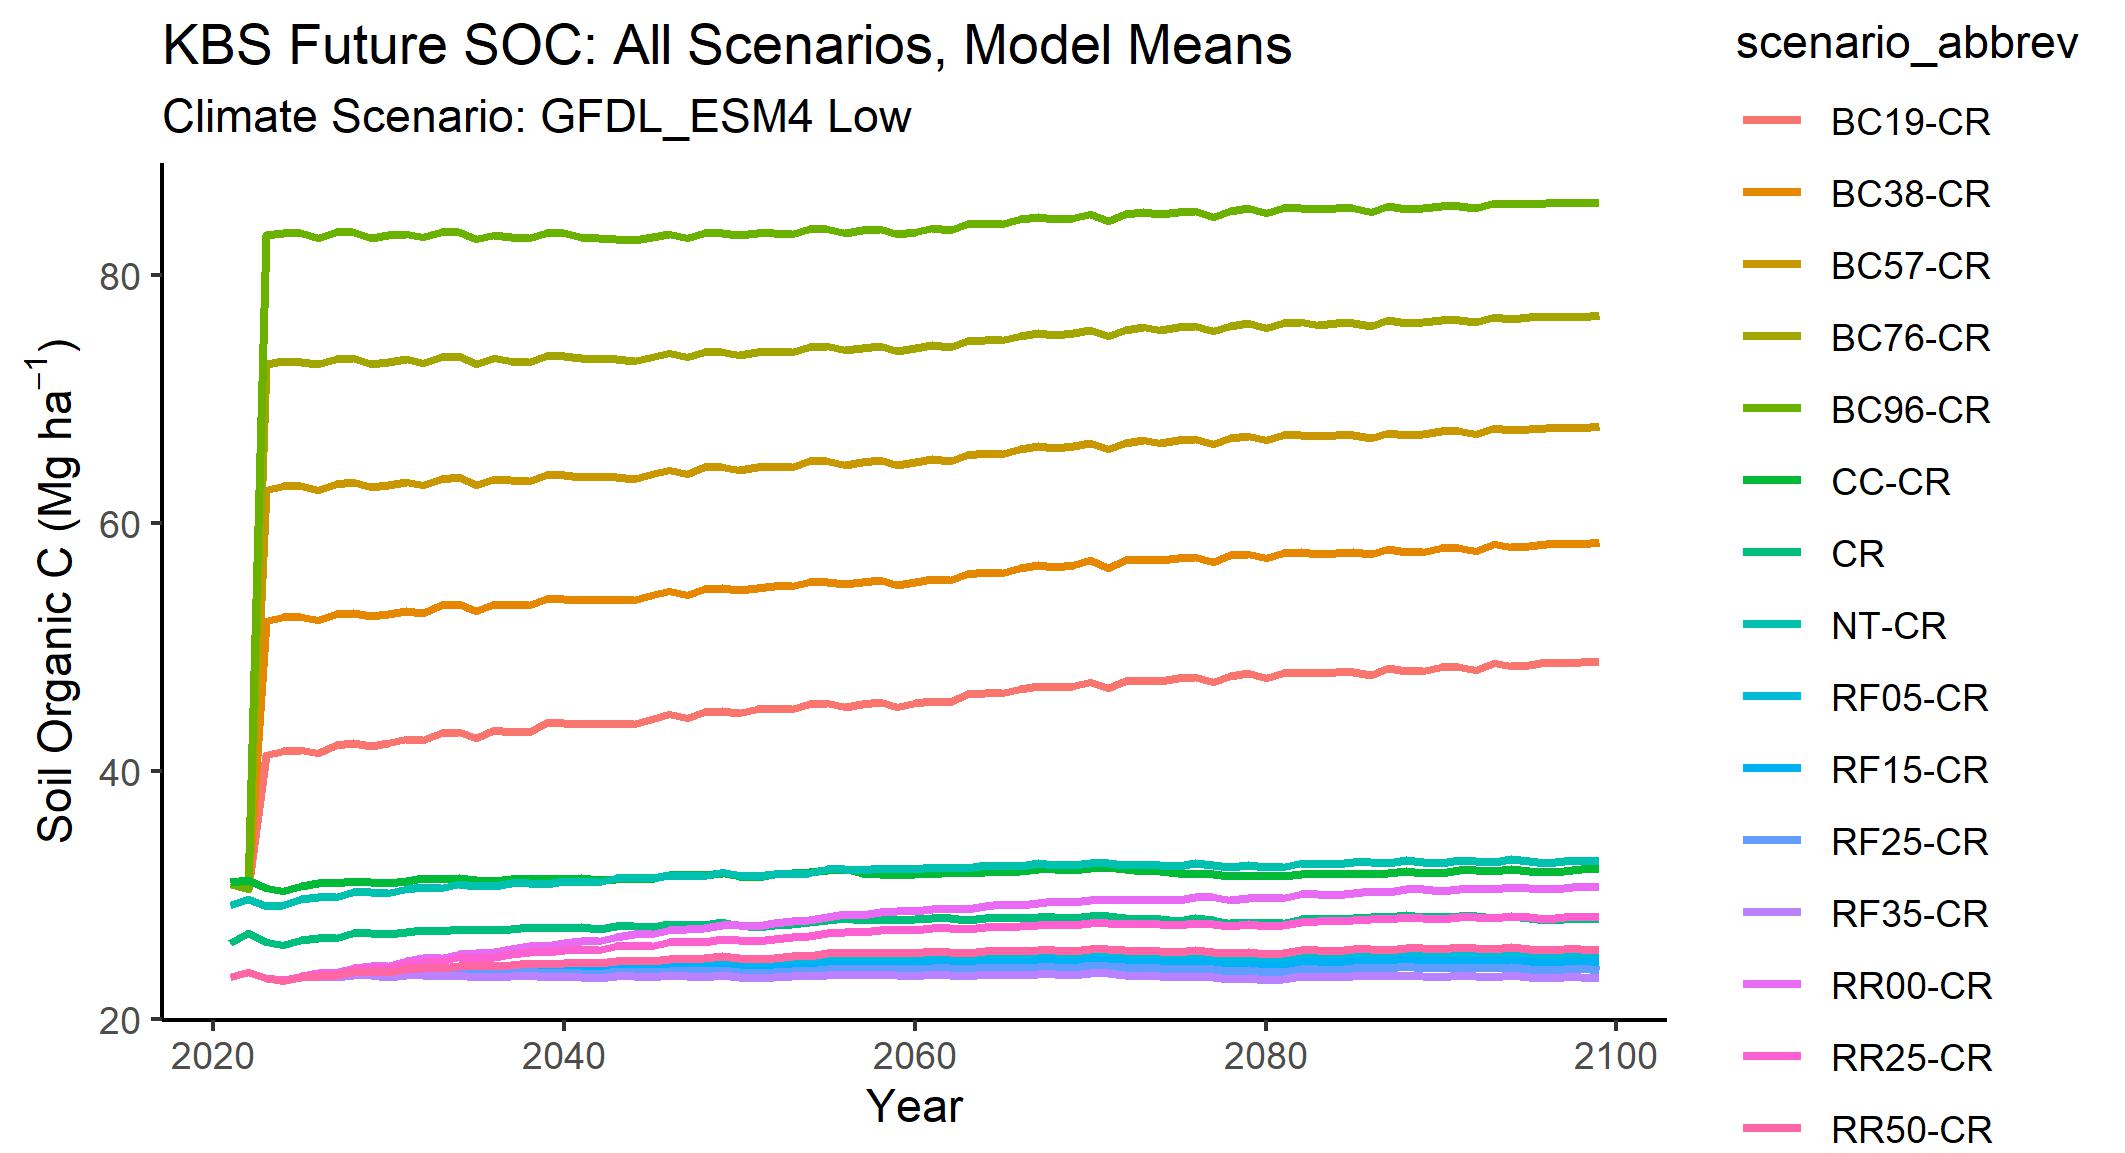 KBS Future SOC: All Scenarios, Model Means
Climate Scenario: GFDL_ESM4 Low
Soil Organic C (Mg ha⁻¹)
80
60
40
20
2020
2040
2060
2080
2100
Year
scenario_abbrev
BC19-CR
BC38-CR
BC57-CR
BC76-CR
BC96-CR
CC-CR
CR
NT-CR
RF05-CR
RF15-CR
RF25-CR
RF35-CR
RR00-CR
RR25-CR
RR50-CR